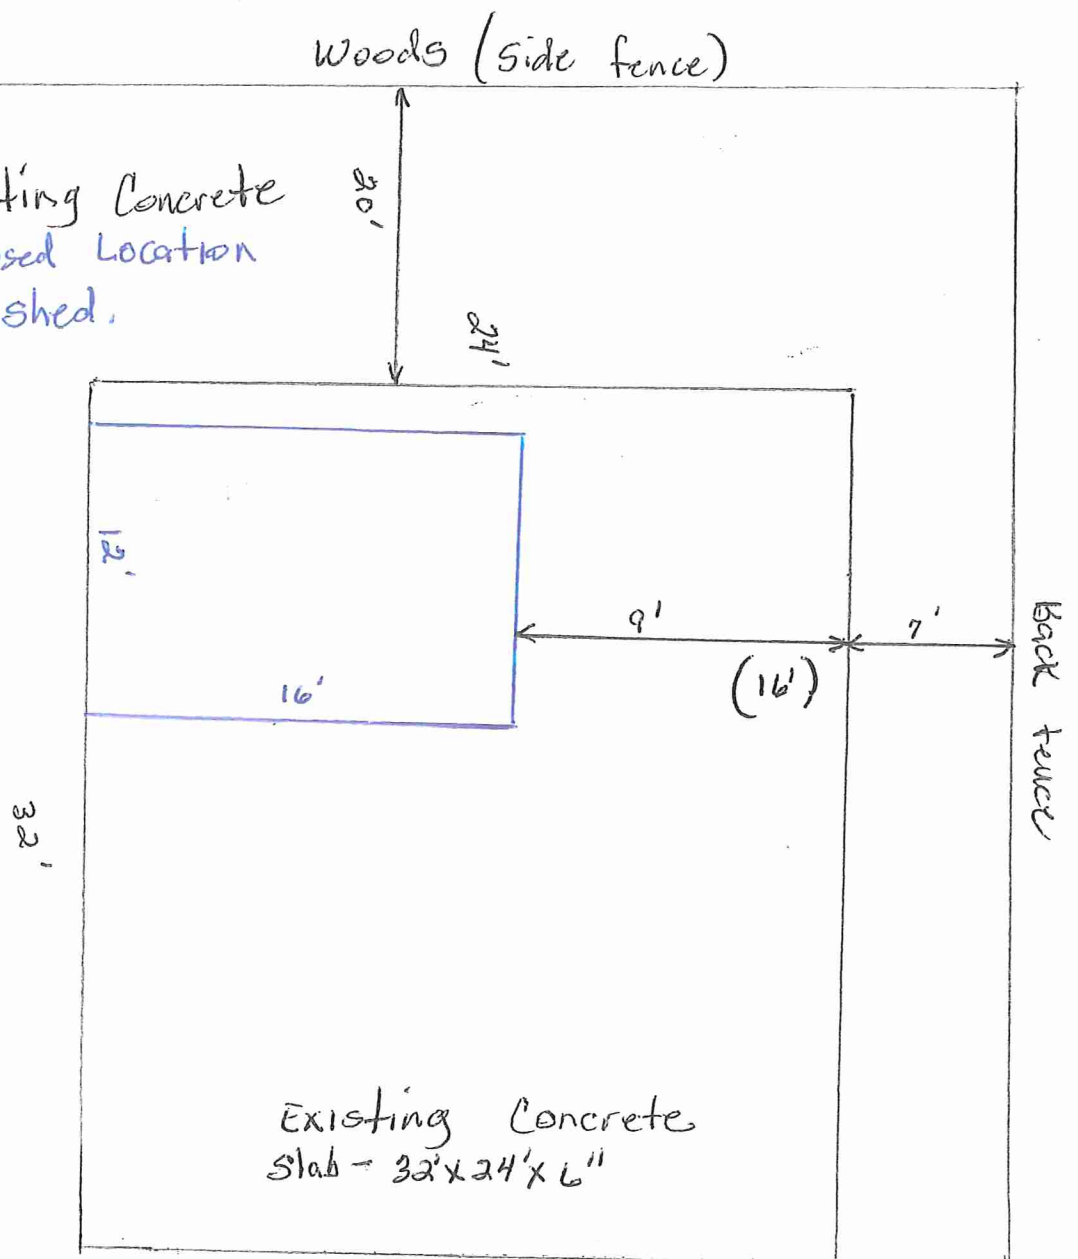 Woods (Side fence)
ting Concrete
sed Location
shed.
20'
24'
12'
16'
9'
7'
(16')
32'
Back fence
Existing Concrete
Slab - 32'x24'x6"